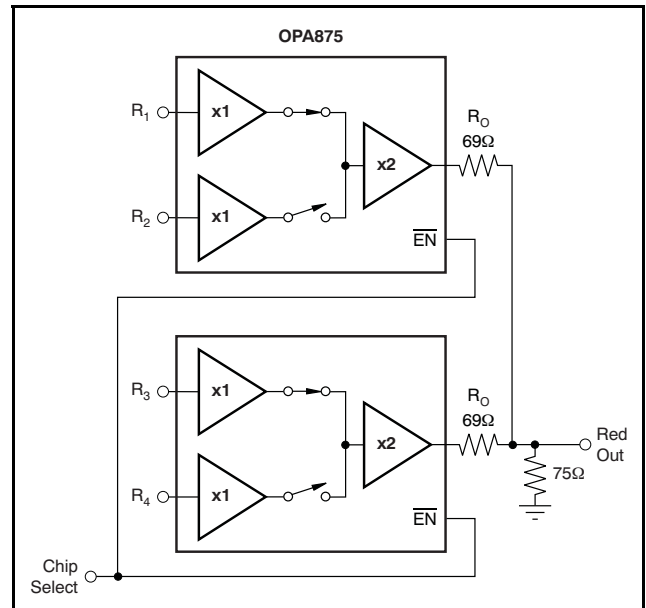 OPA875
R1
x1
RO
69Ω
x2
R2
x1
EN
R3
x1
RO
69Ω
Red
Out
x2
75Ω
R4
x1
EN
Chip
Select